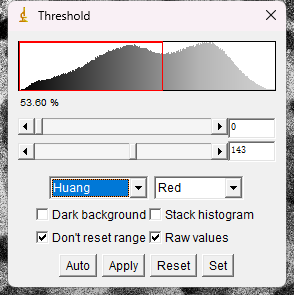 Threshold
53.60 %
0
143
Huang Red
Dark background Stack histogram
Don't reset range Raw values
Auto Apply Reset Set